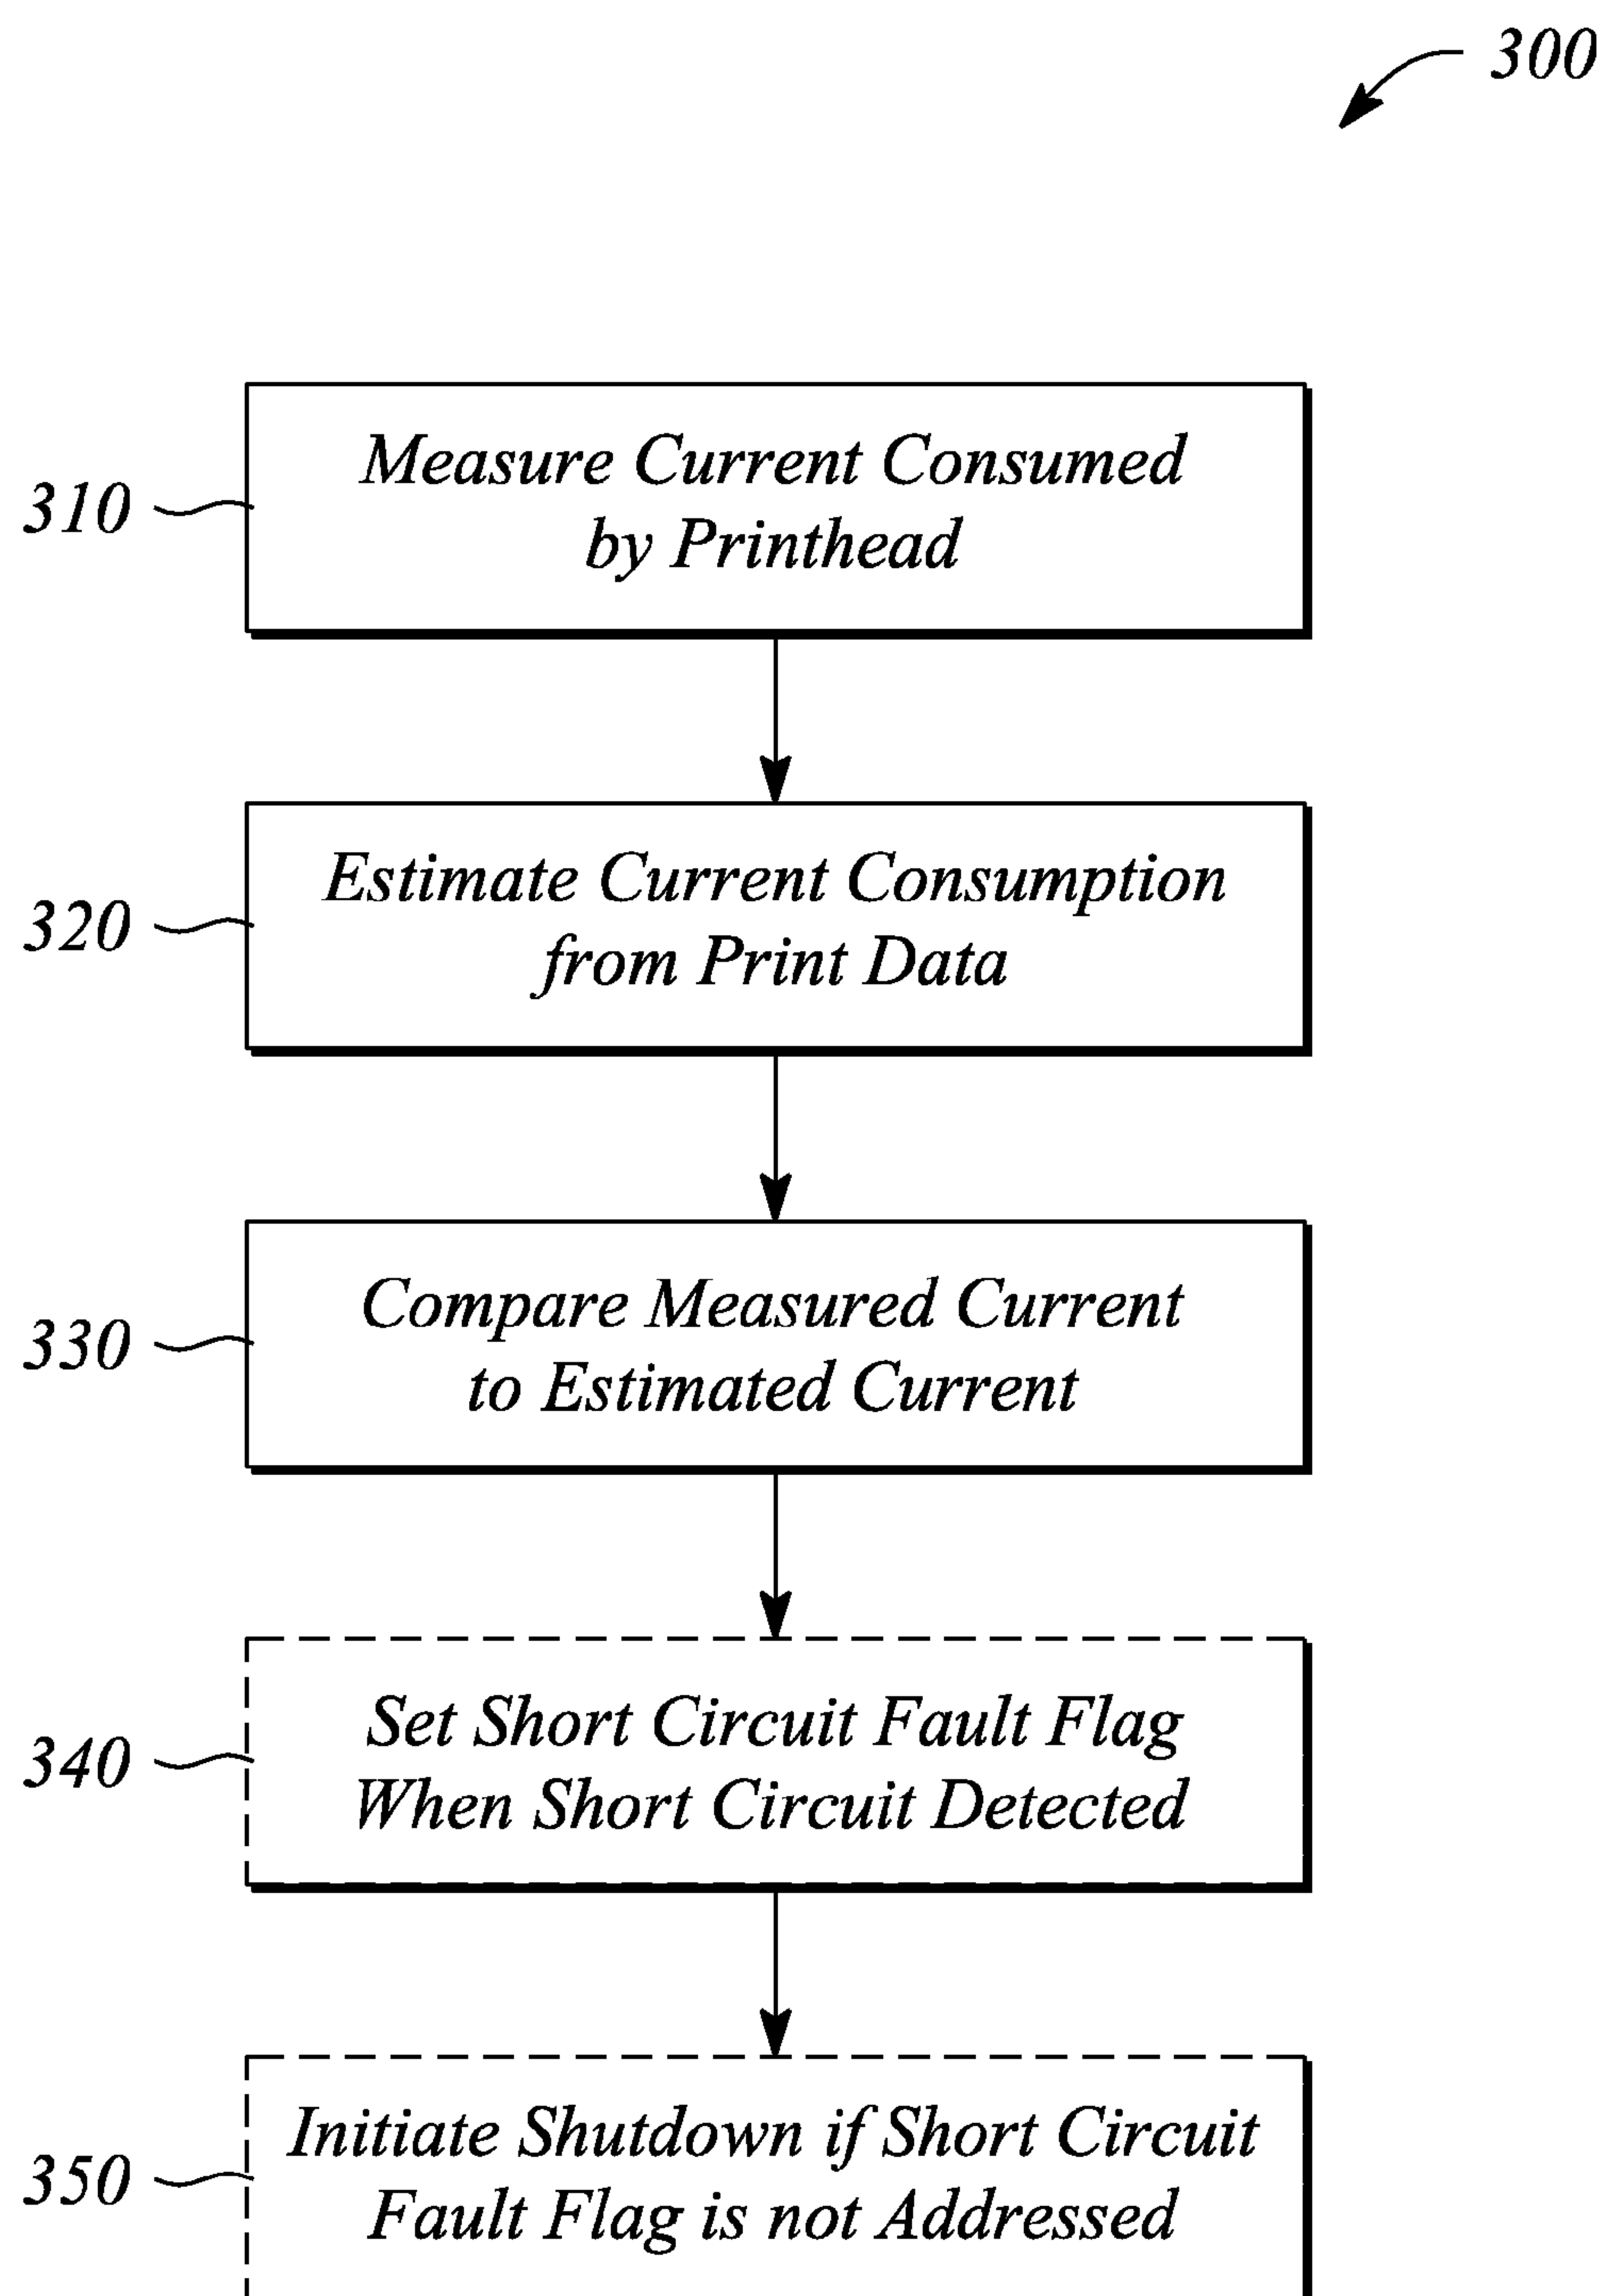 300
310
Measure Current Consumed
by Printhead
320
Estimate Current Consumption
from Print Data
330
Compare Measured Current
to Estimated Current
340
Set Short Circuit Fault Flag
When Short Circuit Detected
350
Initiate Shutdown if Short Circuit
Fault Flag is not Addressed